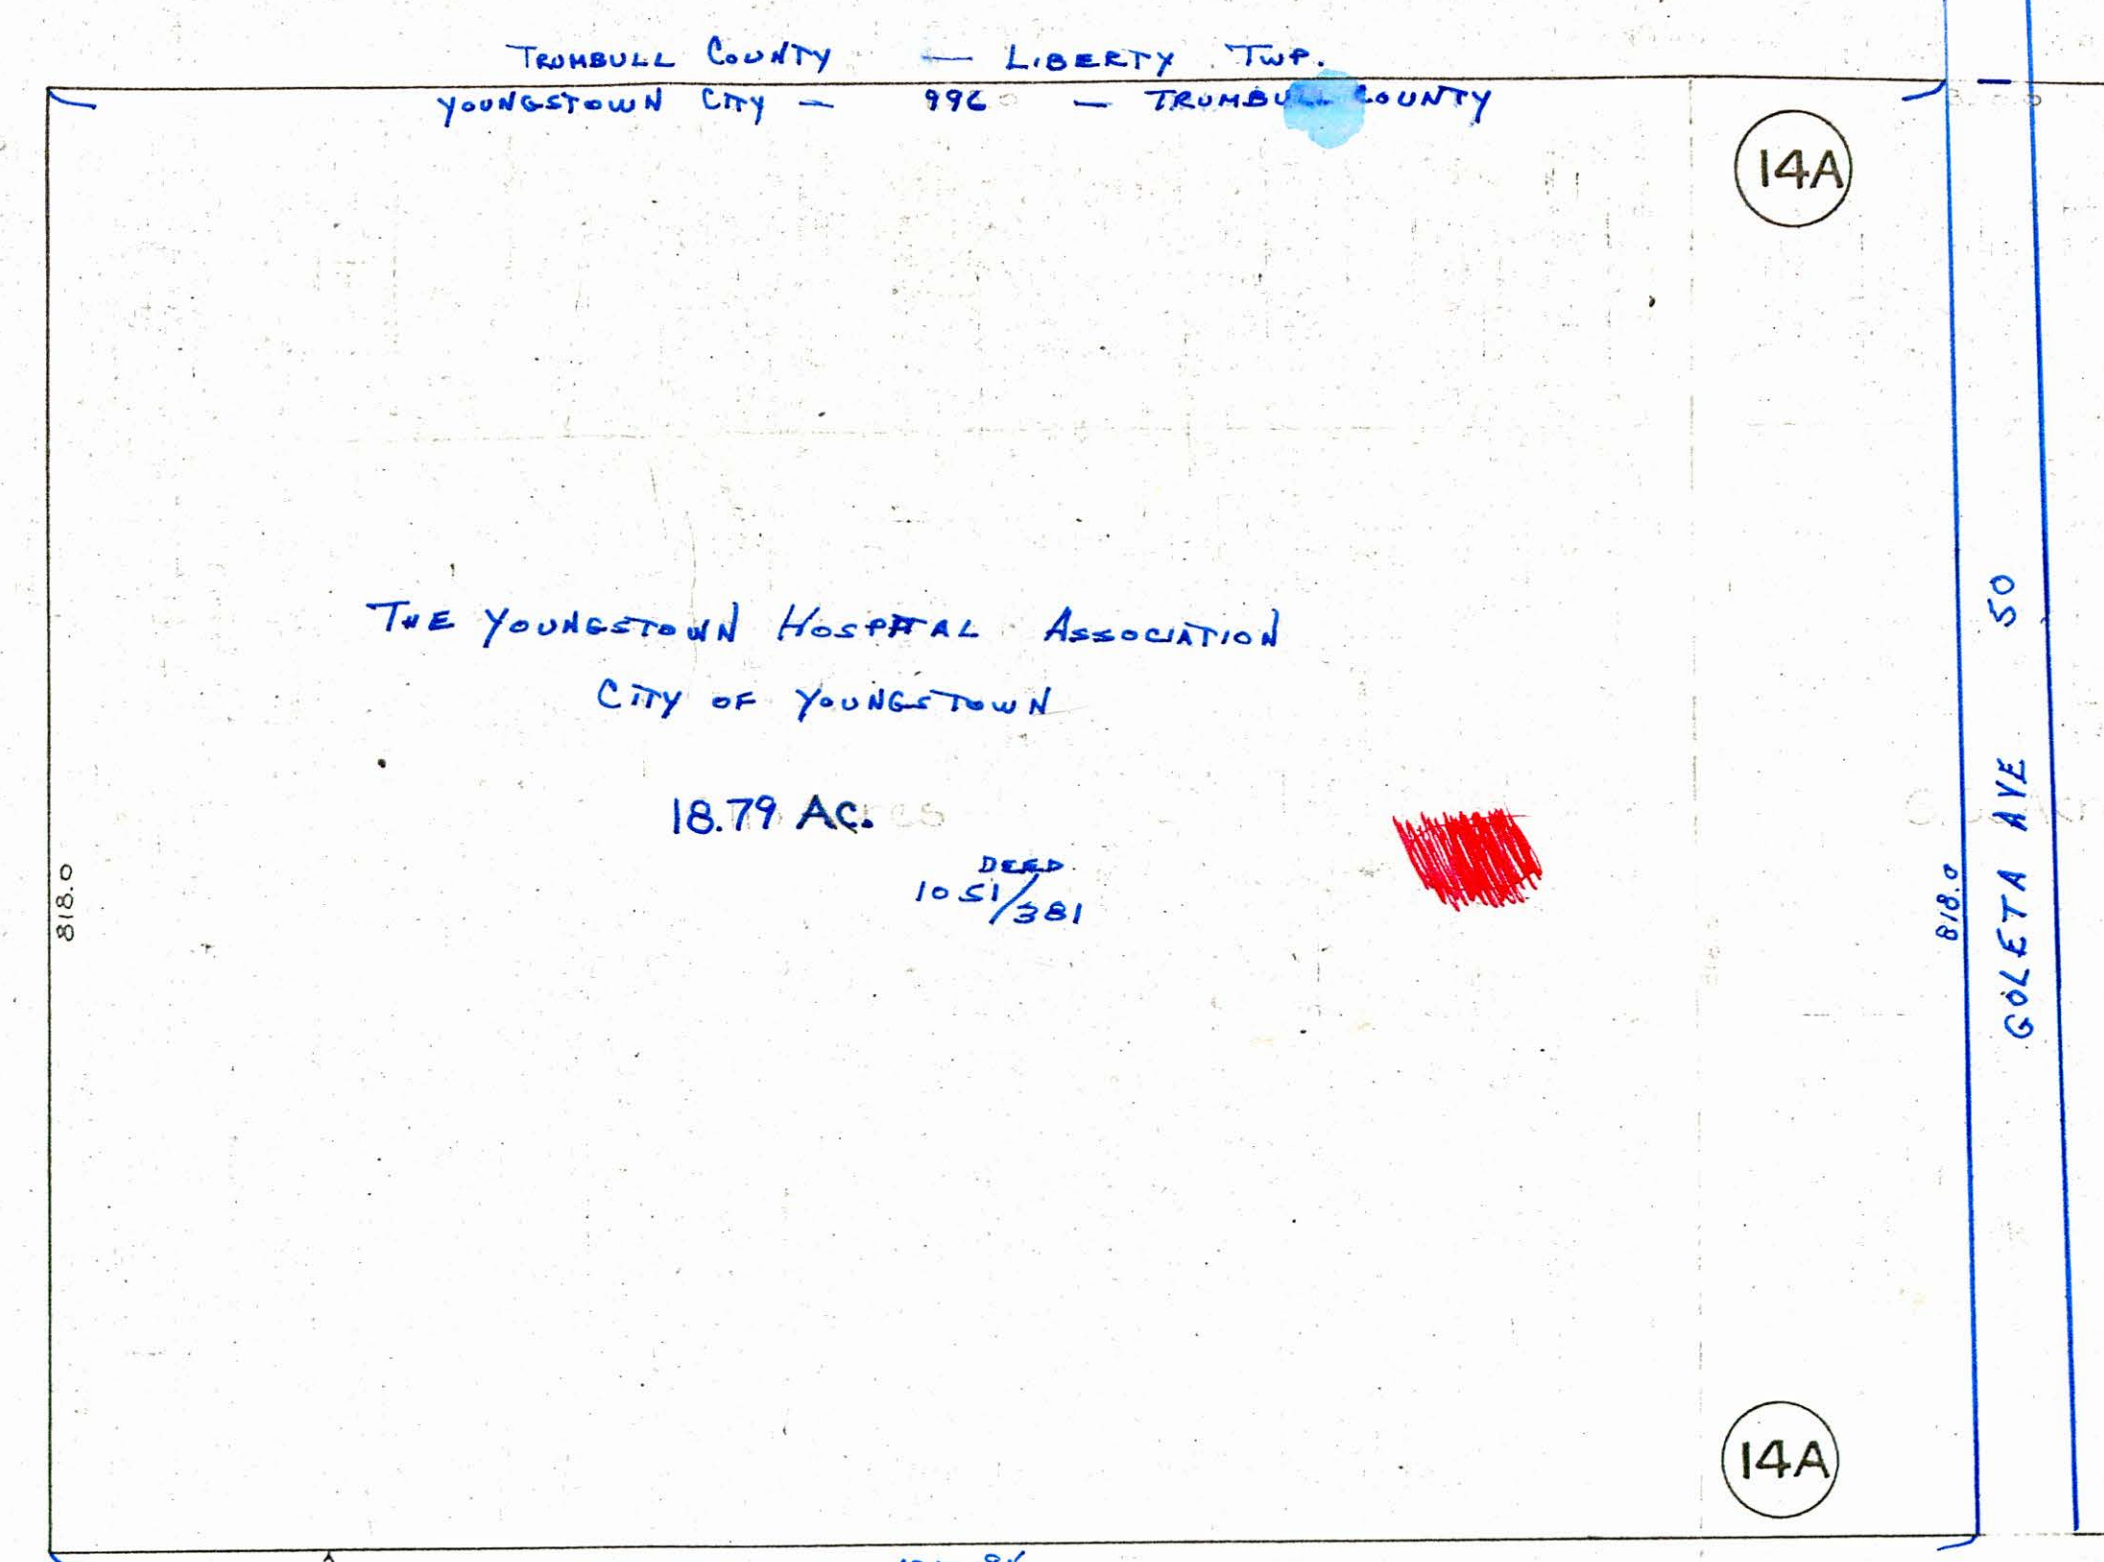 TRUMBULL COUNTY — LIBERTY TWP.
YOUNGSTOWN CITY — 996 — TRUMBULL COUNTY
14A
THE YOUNGSTOWN HOSPITAL ASSOCIATION
CITY OF YOUNGSTOWN
18.79 AC.
DEED
1051/381
818.0
818.0
GOLETA AVE 50
14A